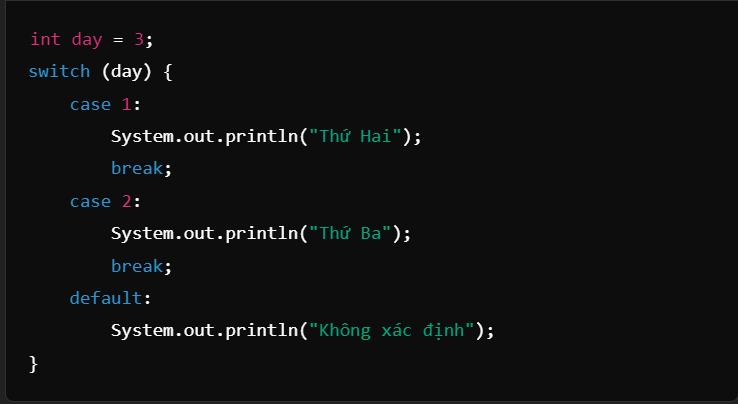 int day = 3;
switch (day) {
    case 1:
        System.out.println("Thứ Hai");
        break;
    case 2:
        System.out.println("Thứ Ba");
        break;
    default:
        System.out.println("Không xác định");
}